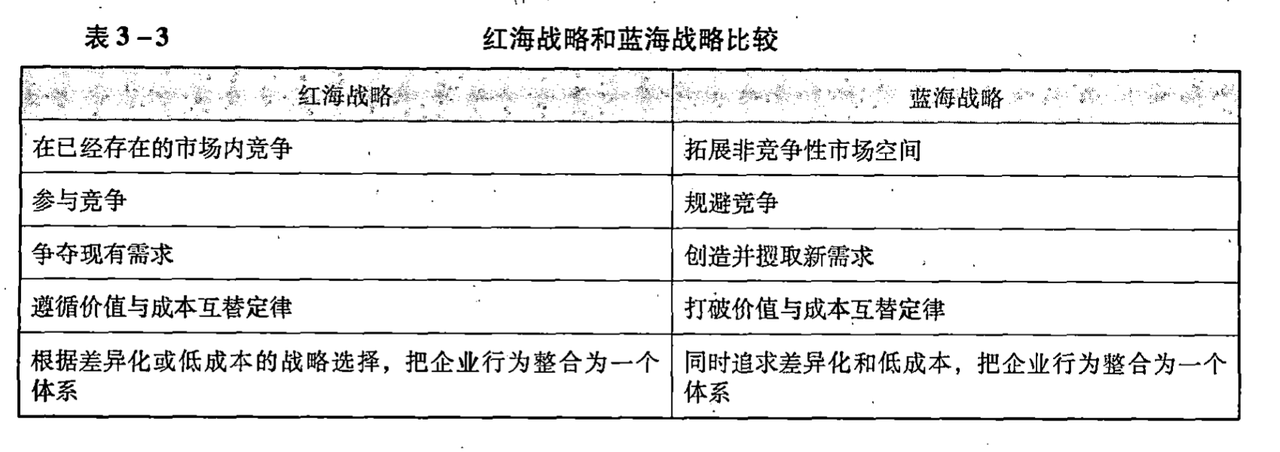 表 3-3
红海战略和蓝海战略比较
红海战略
蓝海战略
在已经存在的市场内竞争
拓展非竞争性市场空间
参与竞争
规避竞争
争夺现有需求
创造并攫取新需求
遵循价值与成本互替定律
打破价值与成本互替定律
根据差异化或低成本的战略选择，把企业行为整合为一个
体系
同时追求差异化和低成本，把企业行为整合为一个
体系